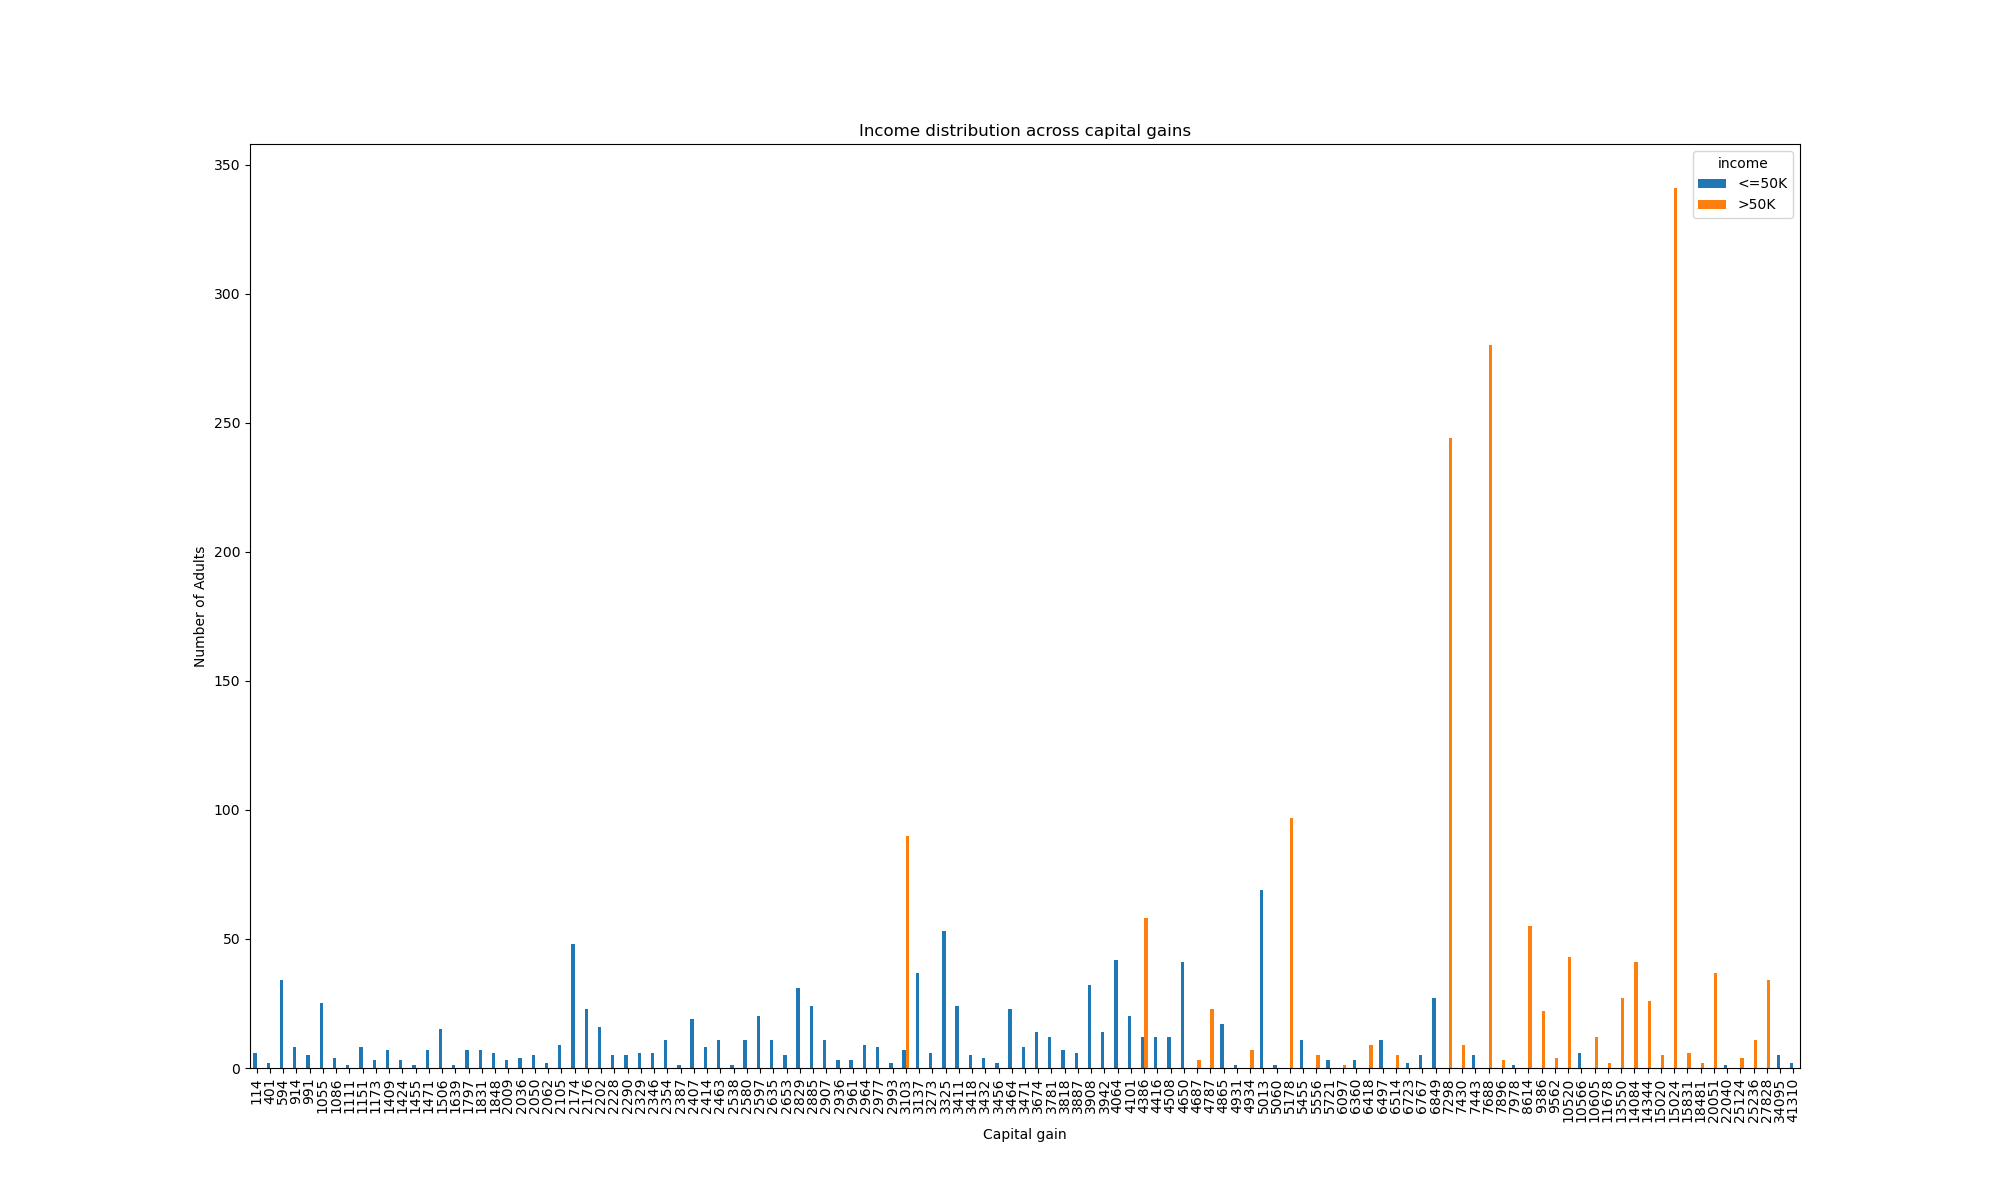 Income distribution across capital gains
income
<=50K
>50K
350
300
250
200
150
100
50
0
Number of Adults
114 401 594 914 991 1055 1086 1111 1151 1173 1409 1424 1455 1471 1506 1639 1797 1831 1848 2009 2036 2050 2062 2105 2174 2176 2202 2228 2290 2329 2346 2354 2387 2407 2414 2463 2538 2580 2597 2635 2653 2829 2885 2907 2936 2961 2964 2977 2993 3103 3137 3273 3325 3411 3418 3432 3456 3464 3471 3674 3781 3818 3887 3908 3942 4064 4101 4386 4416 4508 4650 4687 4787 4865 4931 4934 5013 5060 5178 5455 5556 5721 6097 6360 6418 6497 6514 6723 6767 6849 7298 7430 7443 7688 7896 7978 8614 9386 9562 10520 10566 10605 11678 13550 14084 14344 15020 15024 15831 18481 20051 22040 25124 25236 27828 34095 41310
Capital gain